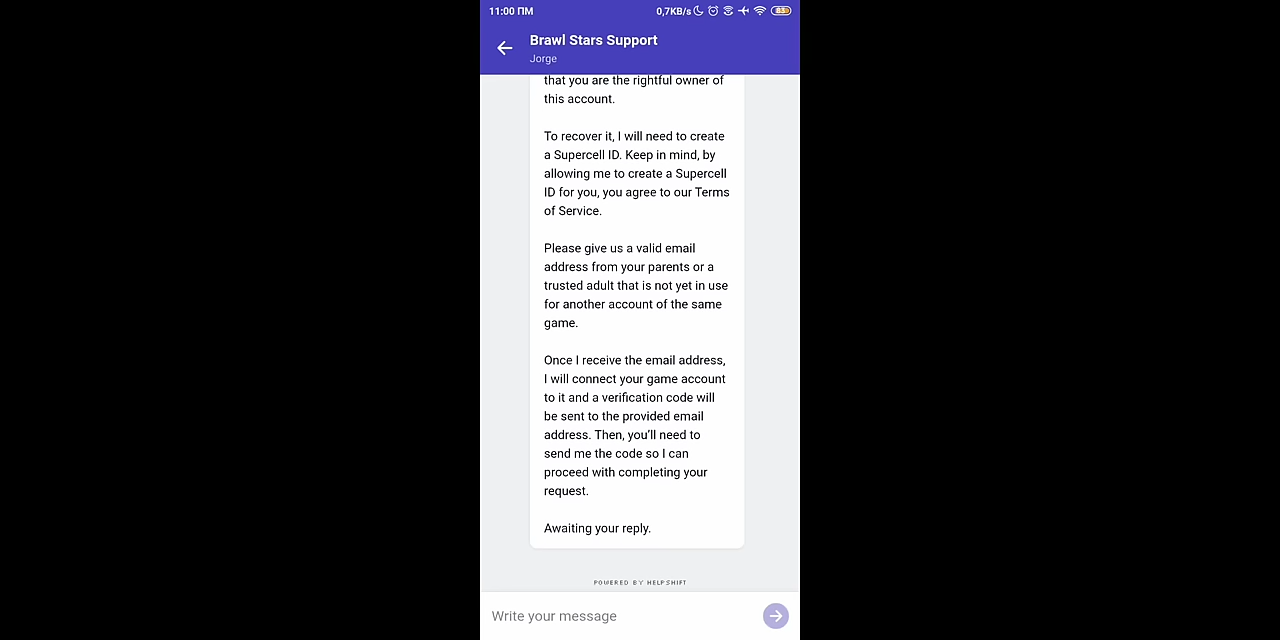 11:00 ПМ
0,7KB/s
83
Brawl Stars Support
Jorge
that you are the rightful owner of
this account.
To recover it, I will need to create
a Supercell ID. Keep in mind, by
allowing me to create a Supercell
ID for you, you agree to our Terms
of Service.
Please give us a valid email
address from your parents or a
trusted adult that is not yet in use
for another account of the same
game.
Once I receive the email address,
I will connect your game account
to it and a verification code will
be sent to the provided email
address. Then, you’ll need to
send me the code so I can
proceed with completing your
request.
Awaiting your reply.
POWERED BY HELPSHIFT
Write your message